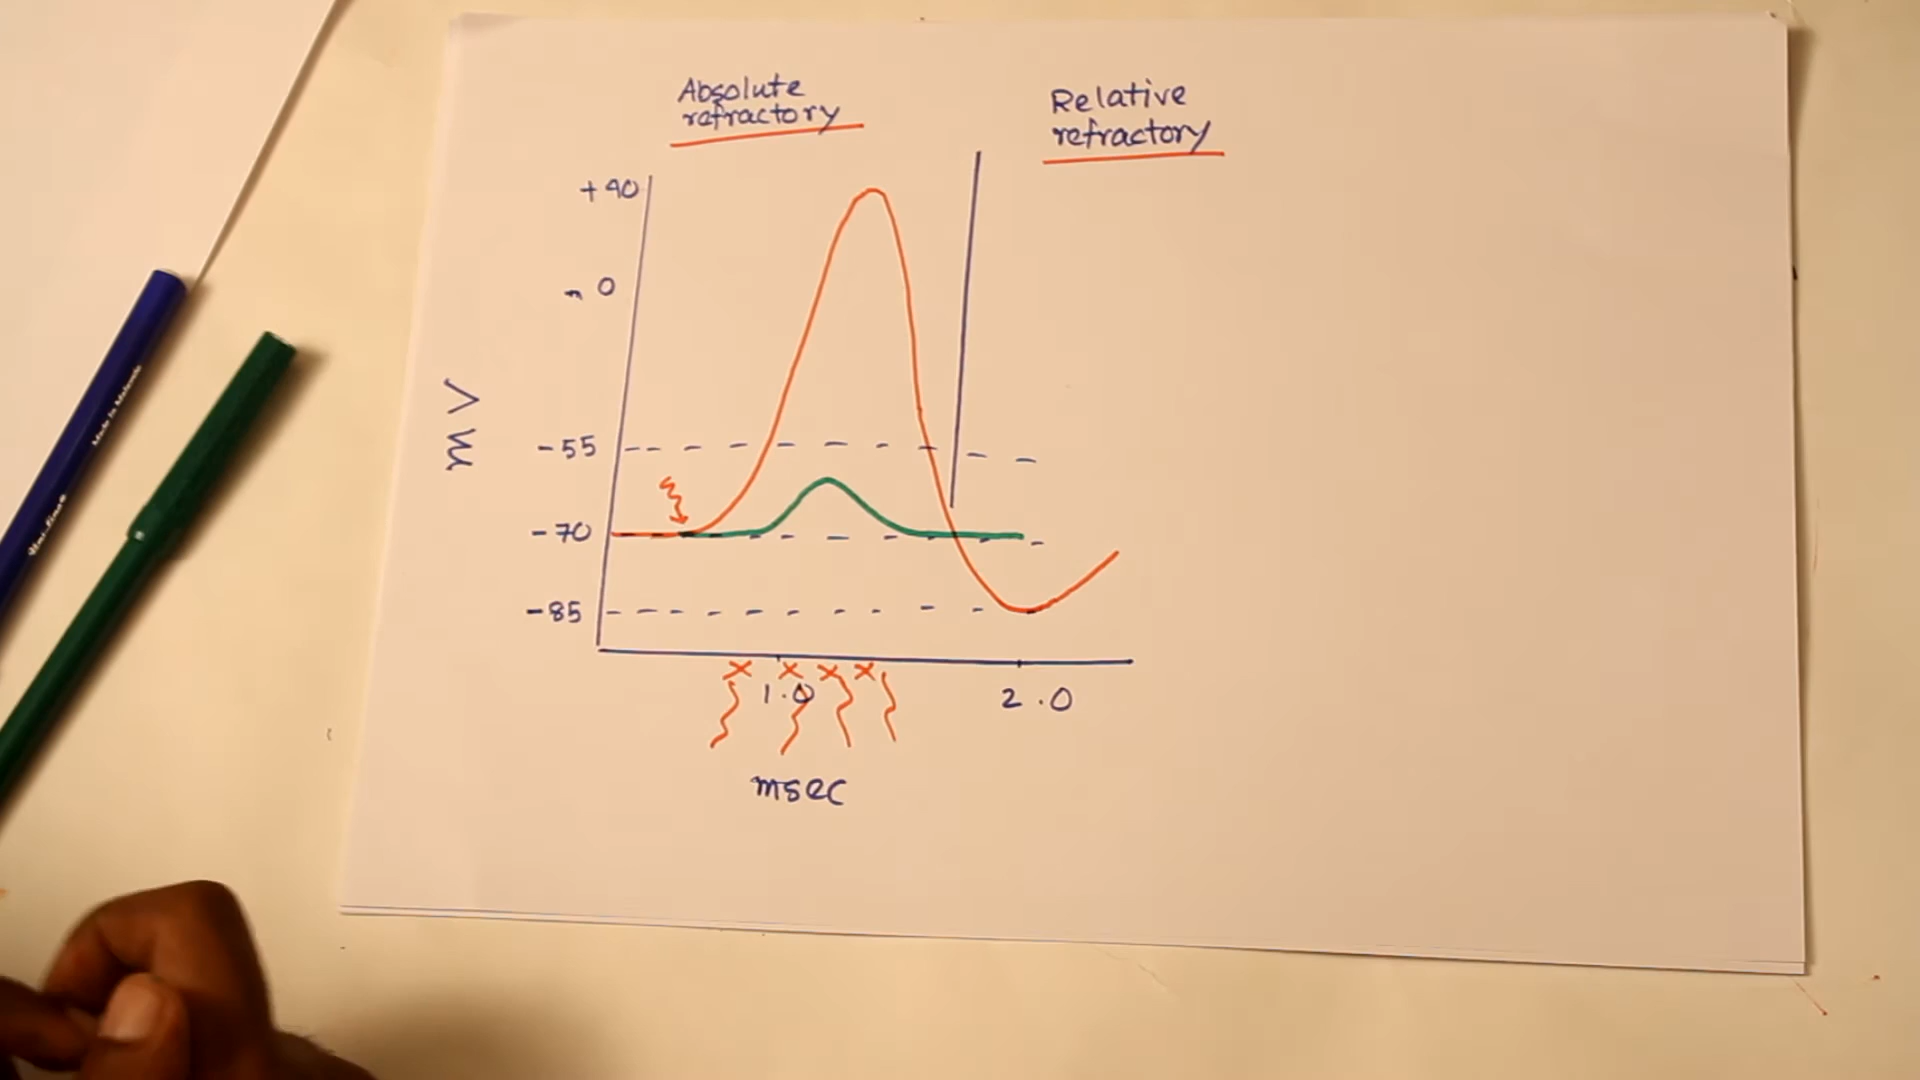 Absolute
refractory
Relative
refractory
+40
- 0
mV
-55
-70
-85
1.0
2.0
msec